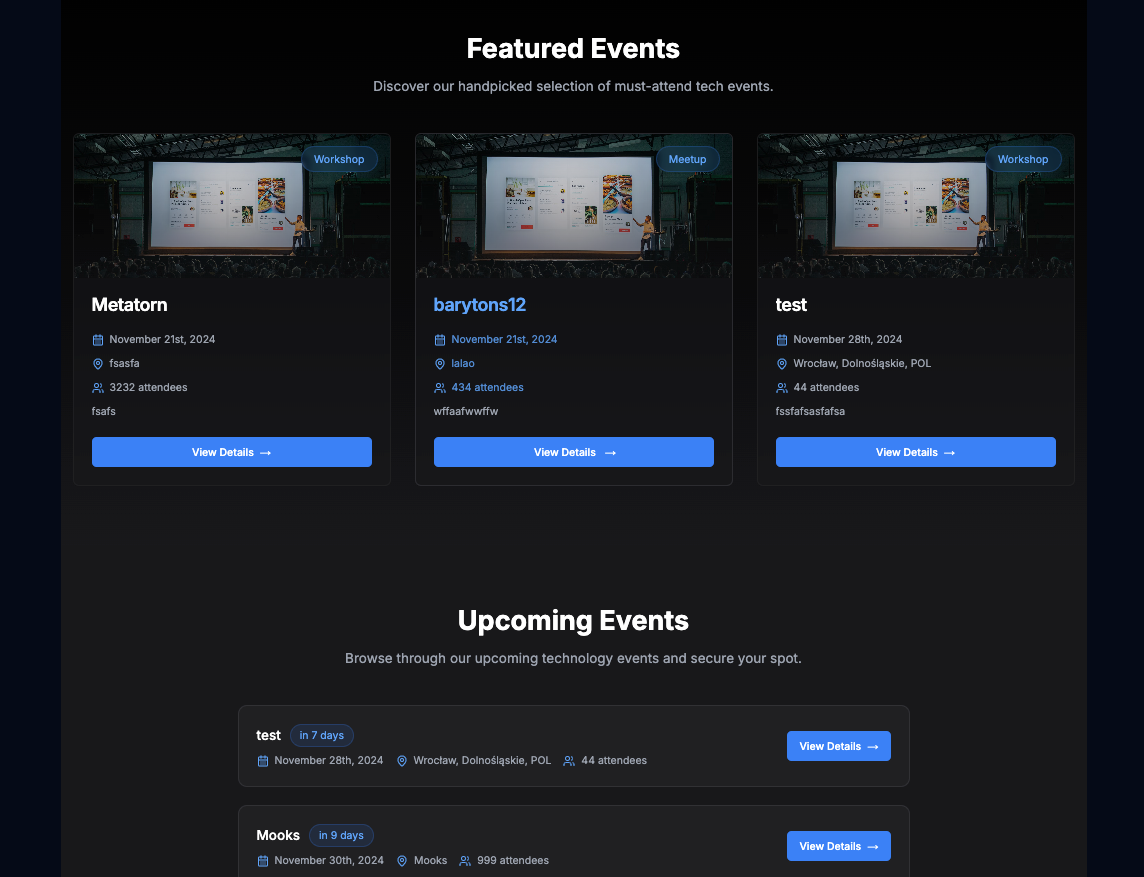 Featured Events
Discover our handpicked selection of must-attend tech events.
Workshop
Metatorn
November 21st, 2024
fsasfa
3232 attendees
fsafs
View Details →
Meetup
barytons12
November 21st, 2024
lalao
434 attendees
wffaafwwffw
View Details →
Workshop
test
November 28th, 2024
Wrocław, Dolnośląskie, POL
44 attendees
fssfafsasfafsa
View Details →
Upcoming Events
Browse through our upcoming technology events and secure your spot.
test in 7 days
November 28th, 2024 Wrocław, Dolnośląskie, POL 44 attendees
View Details →
Mooks in 9 days
November 30th, 2024 Mooks 999 attendees
View Details →